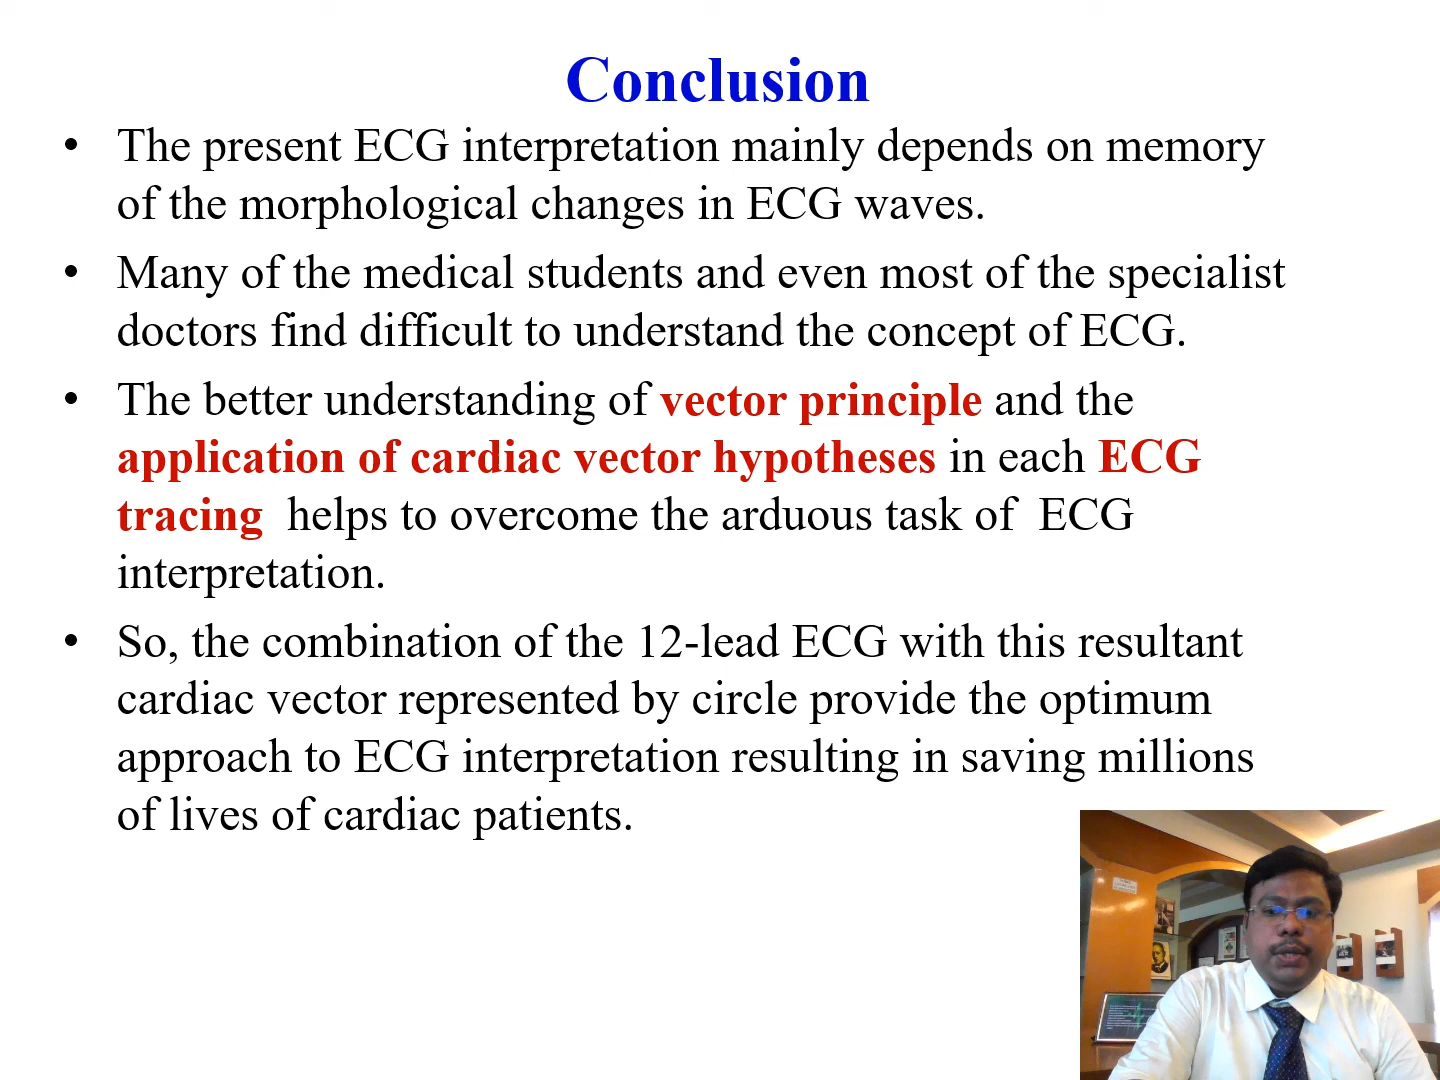 Conclusion
• The present ECG interpretation mainly depends on memory
of the morphological changes in ECG waves.
• Many of the medical students and even most of the specialist
doctors find difficult to understand the concept of ECG.
• The better understanding of vector principle and the
application of cardiac vector hypotheses in each ECG
tracing helps to overcome the arduous task of ECG
interpretation.
• So, the combination of the 12-lead ECG with this resultant
cardiac vector represented by circle provide the optimum
approach to ECG interpretation resulting in saving millions
of lives of cardiac patients.